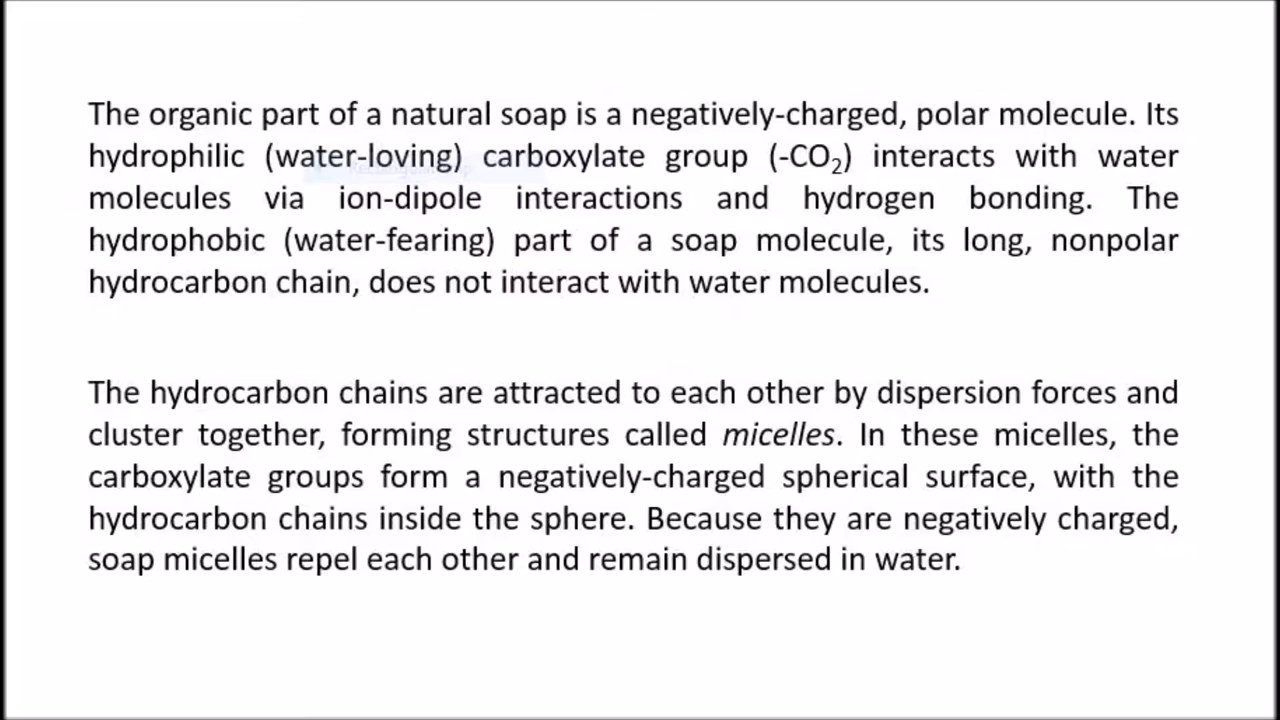 The organic part of a natural soap is a negatively-charged, polar molecule. Its
hydrophilic (water-loving) carboxylate group (-CO₂) interacts with water
molecules via ion-dipole interactions and hydrogen bonding. The
hydrophobic (water-fearing) part of a soap molecule, its long, nonpolar
hydrocarbon chain, does not interact with water molecules.
The hydrocarbon chains are attracted to each other by dispersion forces and
cluster together, forming structures called micelles. In these micelles, the
carboxylate groups form a negatively-charged spherical surface, with the
hydrocarbon chains inside the sphere. Because they are negatively charged,
soap micelles repel each other and remain dispersed in water.